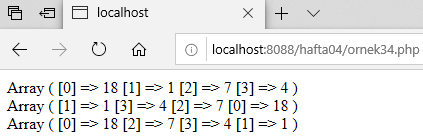 localhost
localhost:8088/hafta04/ornek34.php
Array ( [0] => 18 [1] => 1 [2] => 7 [3] => 4 )
Array ( [1] => 1 [3] => 4 [2] => 7 [0] => 18 )
Array ( [0] => 18 [2] => 7 [3] => 4 [1] => 1 )